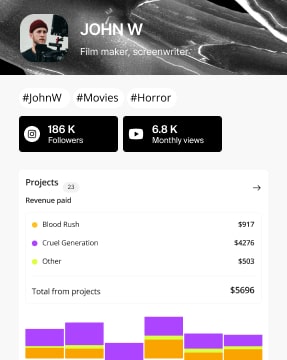 JOHN W
Film maker, screenwriter.
#JohnW #Movies #Horror
186 K
Followers
6.8 K
Monthly views
Projects 23
Revenue paid
Blood Rush $917
Cruel Generation $4276
Other $503
Total from projects $5696